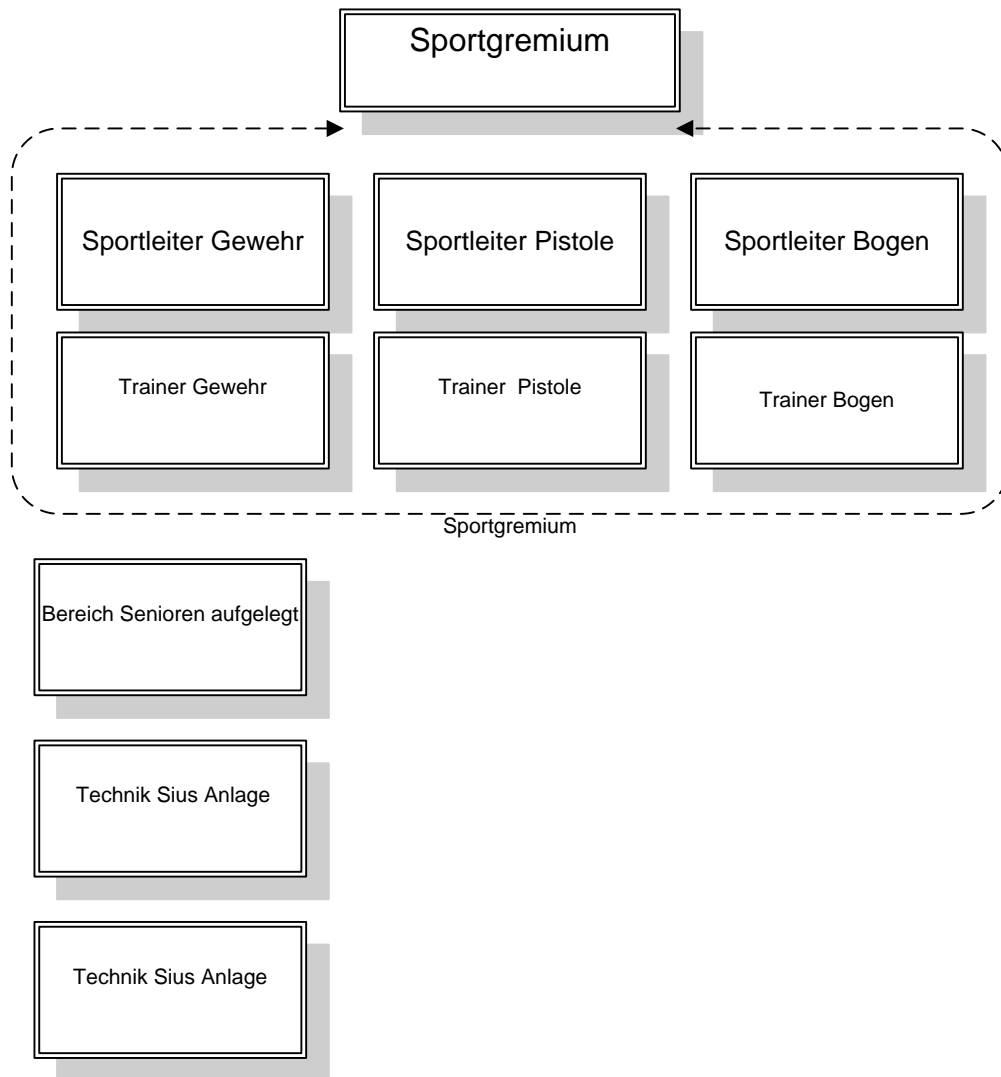 Sportgremium
Sportleiter Gewehr
Sportleiter Pistole
Sportleiter Bogen
Trainer Gewehr
Trainer Pistole
Trainer Bogen
Sportgremium
Bereich Senioren aufgelegt
Technik Sius Anlage
Technik Sius Anlage